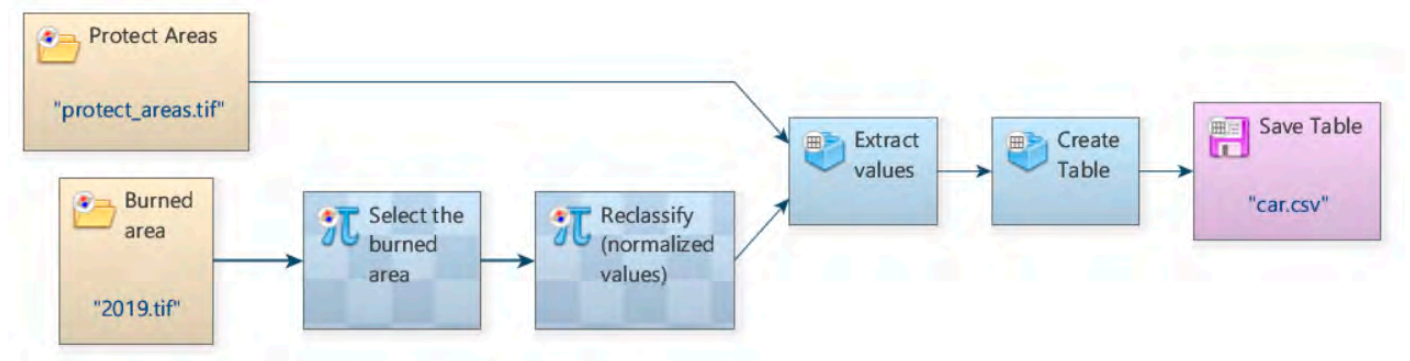 Protect Areas
"protect_areas.tif"
Burned
area
"2019.tif"
Select the
burned
area
Reclassify
(normalized
values)
Extract
values
Create
Table
Save Table
"car.csv"